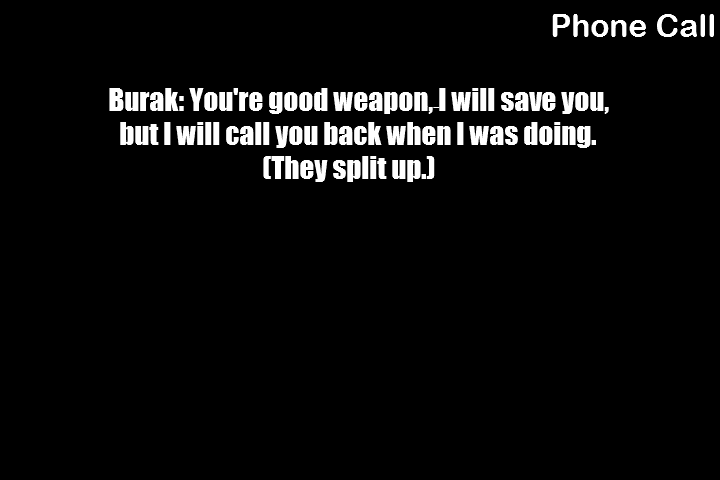 Phone Call
Burak: You're good weapon, I will save you,
but I will call you back when I was doing.
(They split up.)